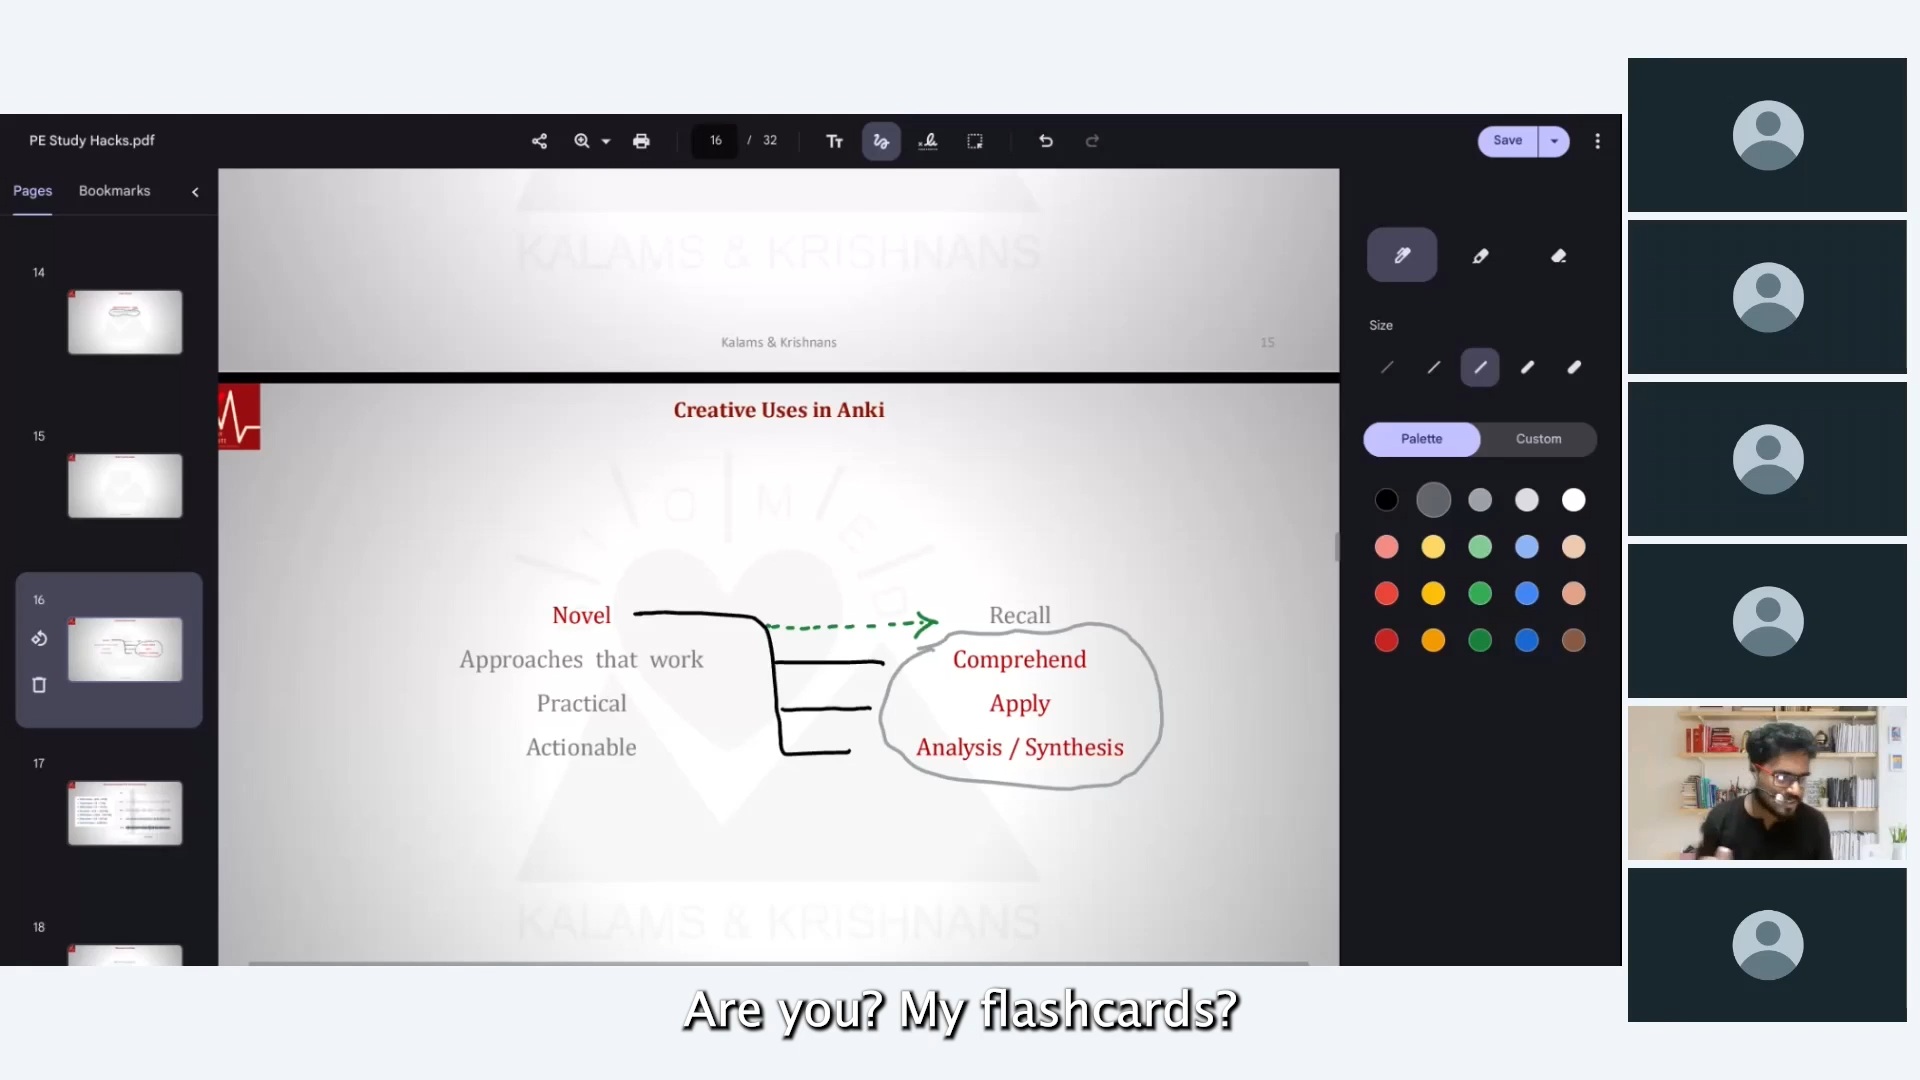 PE Study Hacks.pdf
16 / 32
Save
Pages Bookmarks
14
15
16
17
18
KALAMS & KRISHNANS
Kalams & Krishnans
15
Creative Uses in Anki
Novel
Approaches that work
Practical
Actionable
Recall
Comprehend
Apply
Analysis / Synthesis
KALAMS & KRISHNANS
Size
Palette
Custom
Are you? My flashcards?